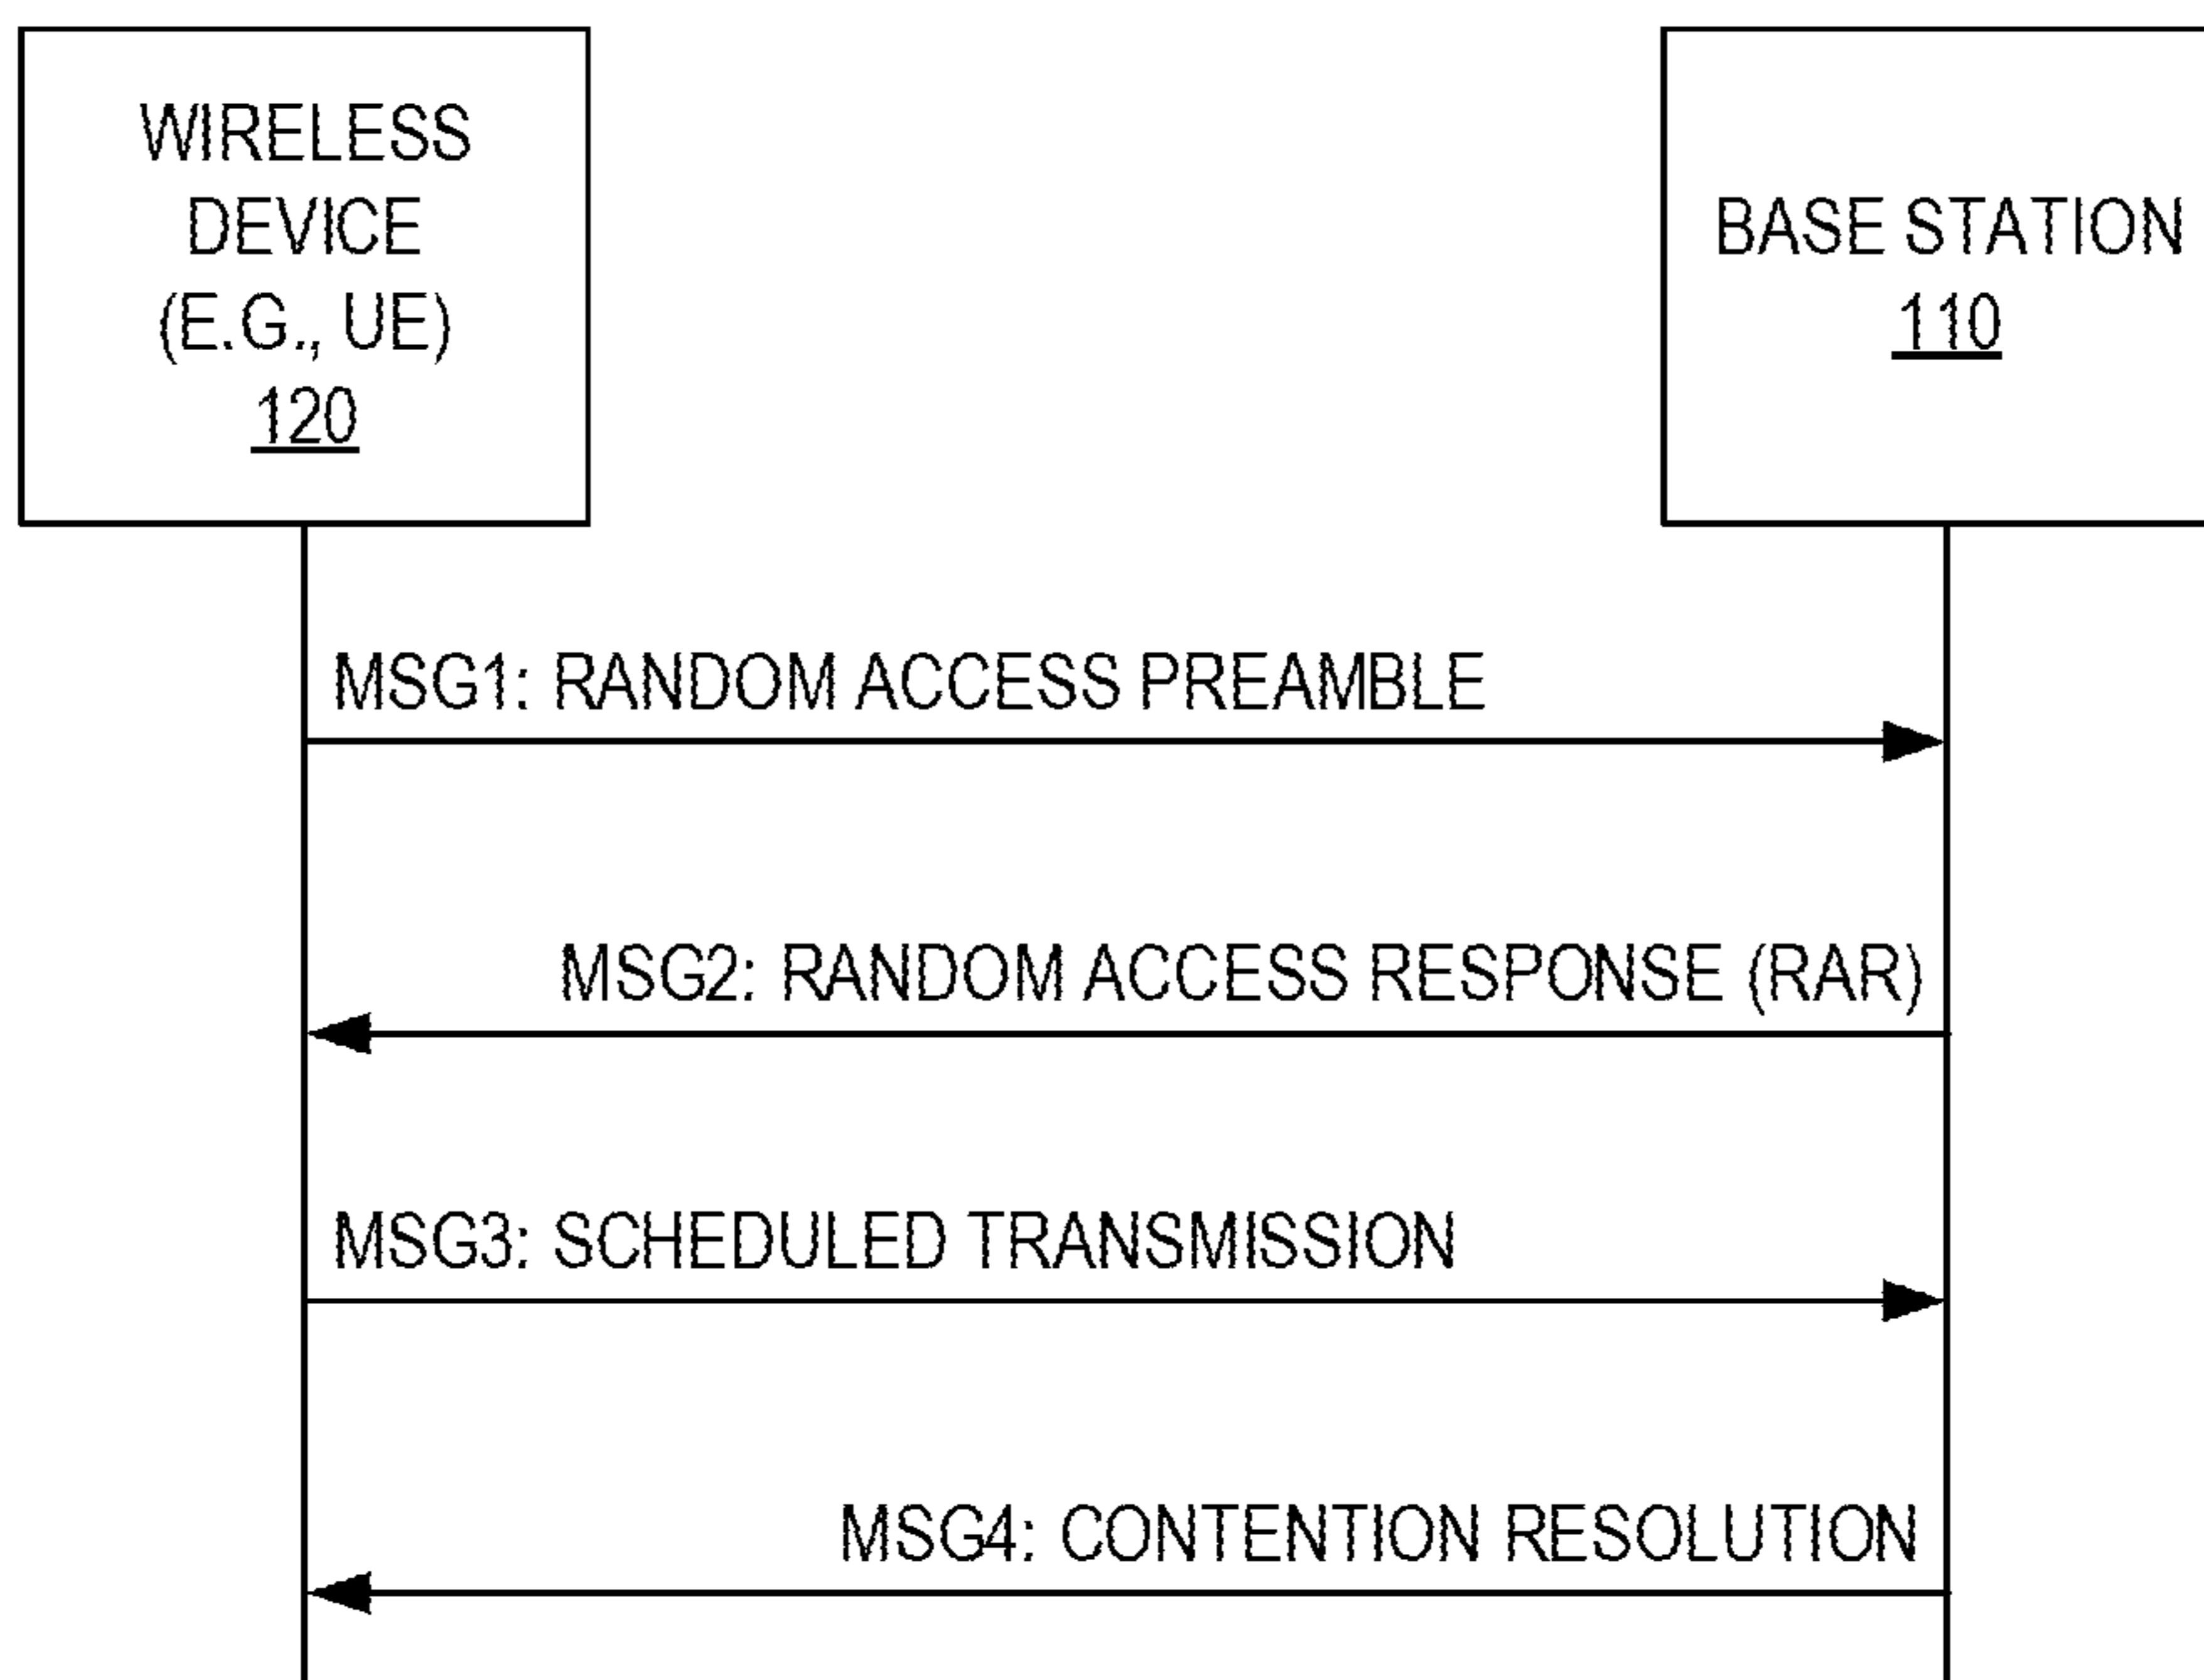 WIRELESS
DEVICE
(E.G., UE)
120
BASE STATION
110
MSG1: RANDOM ACCESS PREAMBLE
MSG2: RANDOM ACCESS RESPONSE (RAR)
MSG3: SCHEDULED TRANSMISSION
MSG4: CONTENTION RESOLUTION